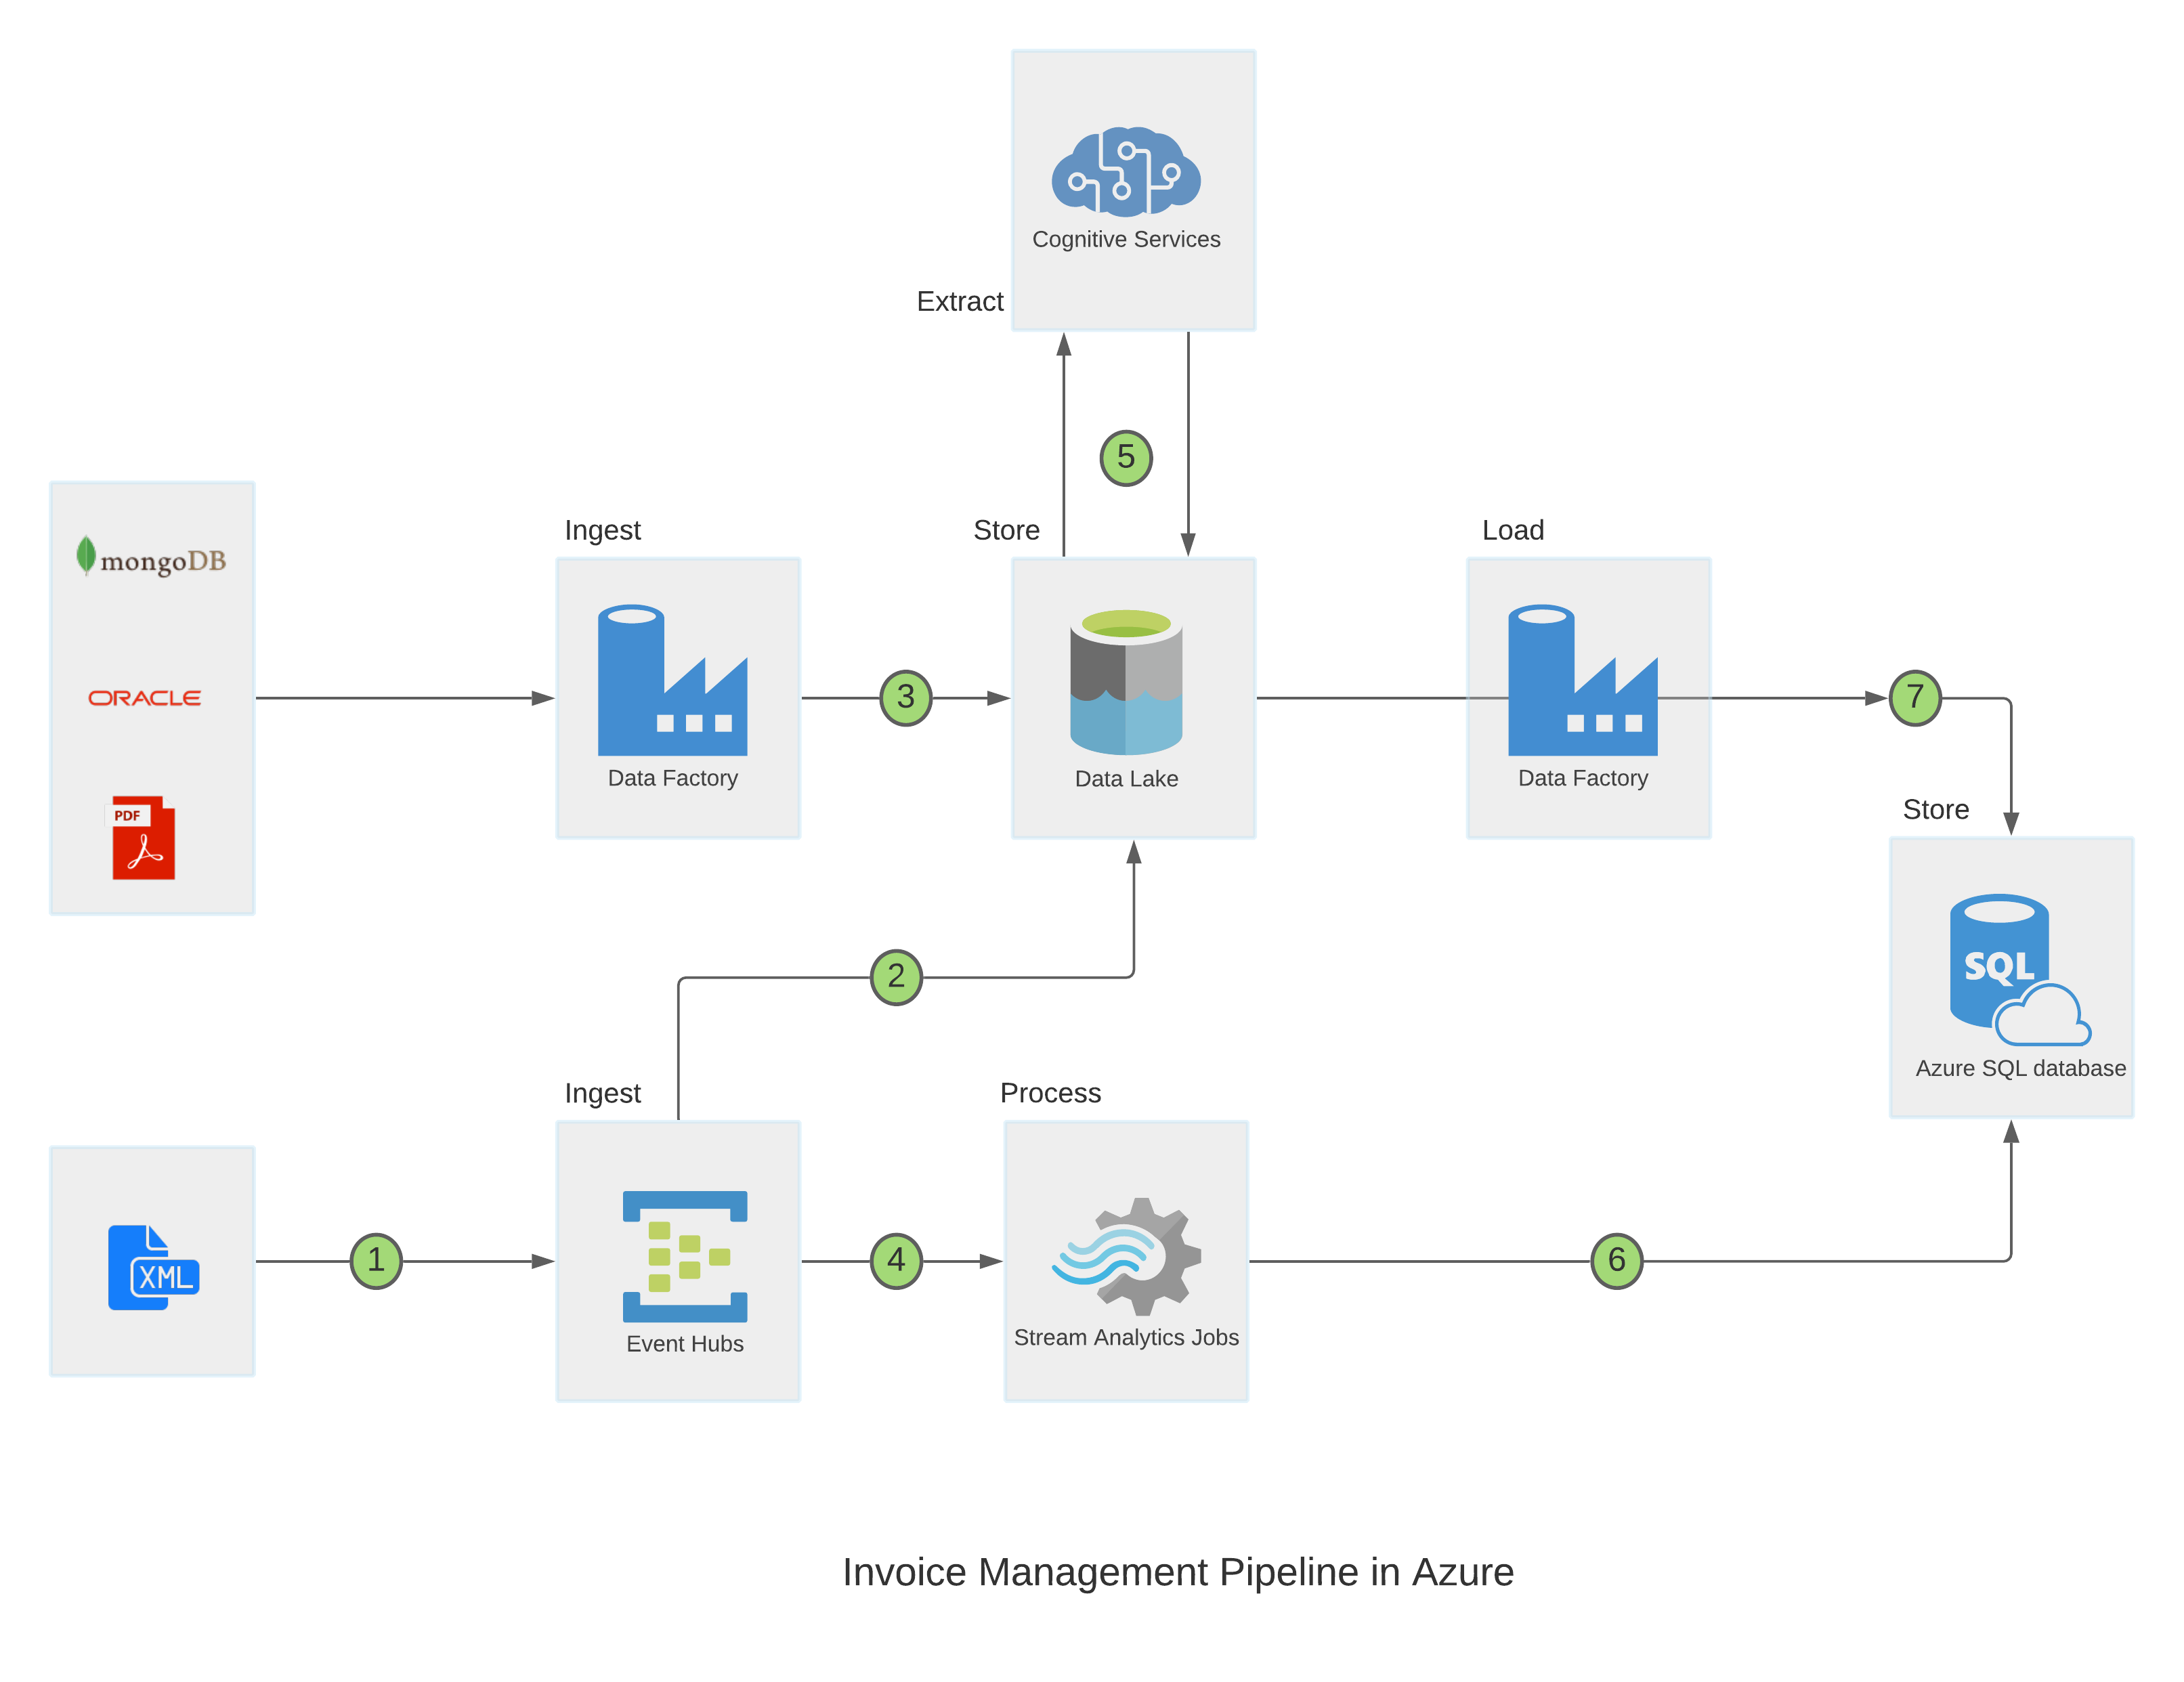 Cognitive Services
Extract
5
mongoDB
ORACLE
PDF
Ingest
Data Factory
3
Store
Data Lake
Load
Data Factory
7
Store
SQL
Azure SQL database
2
XML
1
Ingest
Event Hubs
4
Process
Stream Analytics Jobs
6
Invoice Management Pipeline in Azure